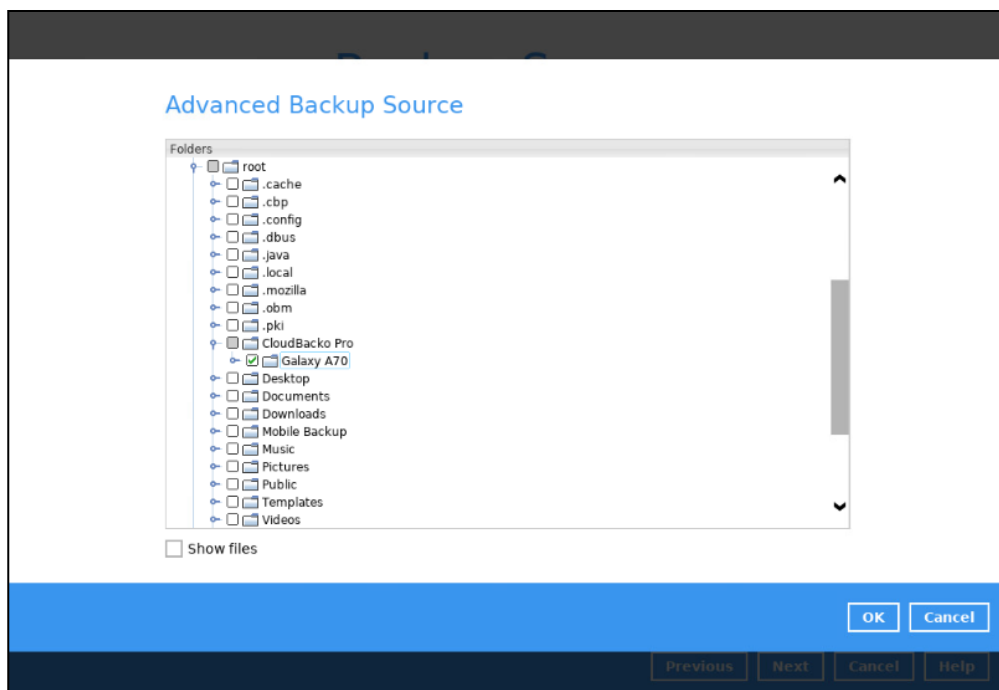 Advanced Backup Source
Folders
root
.cache
.cbp
.config
.dbus
.java
.local
.mozilla
.obm
.pki
CloudBacko Pro
Galaxy A70
Desktop
Documents
Downloads
Mobile Backup
Music
Pictures
Public
Templates
Videos
Show files
OK Cancel
Previous Next Cancel Help